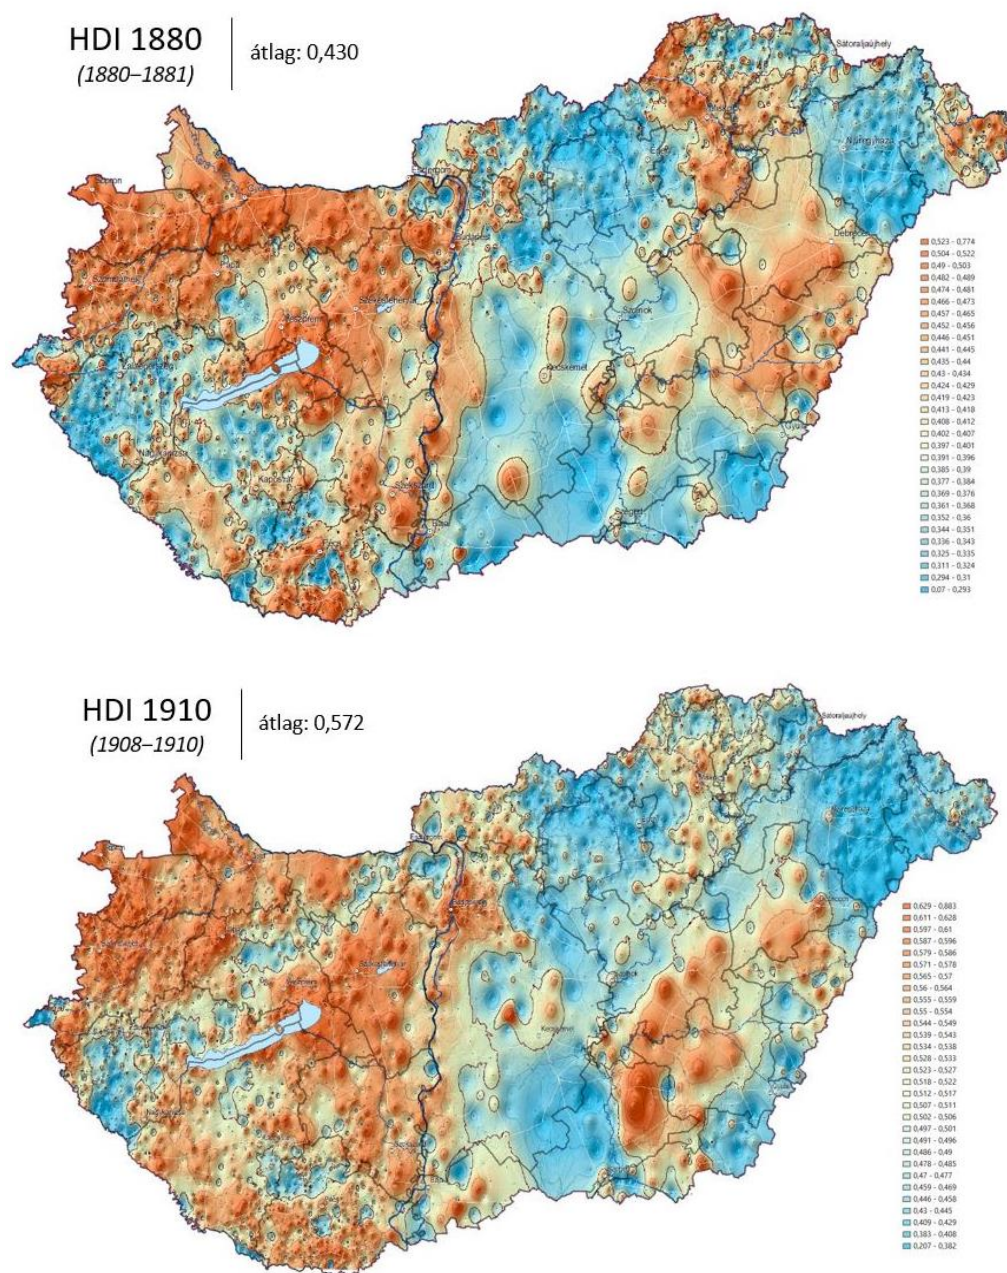 HDI 1880
(1880–1881)
átlag: 0,430
Sátoraljaújhely
Sopron
Esztergom
Budapest
Nyíregyháza
Debrecen
Székesfehérvár
Veszprém
Szolnok
Kecskemét
Zalaegerszeg
Nagykanizsa
Kaposvár
Szekszárd
Baja
Pécs
Szeged
Gyula
0,523 - 0,774
0,504 - 0,522
0,49 - 0,503
0,482 - 0,489
0,474 - 0,481
0,466 - 0,473
0,457 - 0,465
0,452 - 0,456
0,446 - 0,451
0,441 - 0,445
0,435 - 0,44
0,43 - 0,434
0,424 - 0,429
0,419 - 0,423
0,413 - 0,418
0,408 - 0,412
0,402 - 0,407
0,397 - 0,401
0,391 - 0,396
0,385 - 0,39
0,377 - 0,384
0,369 - 0,376
0,361 - 0,368
0,352 - 0,36
0,344 - 0,351
0,336 - 0,343
0,325 - 0,335
0,311 - 0,324
0,294 - 0,31
0,07 - 0,293
HDI 1910
(1908–1910)
átlag: 0,572
Sátoraljaújhely
Kecskemét
0,629 - 0,883
0,611 - 0,628
0,597 - 0,61
0,587 - 0,596
0,579 - 0,586
0,571 - 0,578
0,565 - 0,57
0,56 - 0,564
0,555 - 0,559
0,55 - 0,554
0,544 - 0,549
0,539 - 0,543
0,534 - 0,538
0,528 - 0,533
0,523 - 0,527
0,518 - 0,522
0,512 - 0,517
0,507 - 0,511
0,502 - 0,506
0,497 - 0,501
0,491 - 0,496
0,486 - 0,49
0,478 - 0,485
0,47 - 0,477
0,459 - 0,469
0,446 - 0,458
0,43 - 0,445
0,409 - 0,429
0,383 - 0,408
0,207 - 0,382